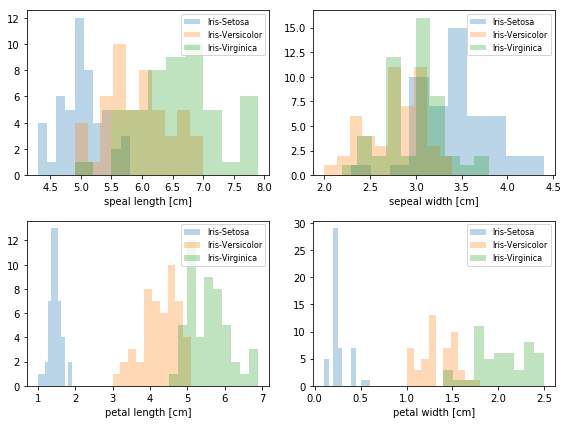 12
10
8
6
4
2
0
4.5 5.0 5.5 6.0 6.5 7.0 7.5 8.0
speal length [cm]
Iris-Setosa
Iris-Versicolor
Iris-Virginica
15.0
12.5
10.0
7.5
5.0
2.5
0.0
2.0 2.5 3.0 3.5 4.0 4.5
sepeal width [cm]
Iris-Setosa
Iris-Versicolor
Iris-Virginica
12
10
8
6
4
2
0
1 2 3 4 5 6 7
petal length [cm]
Iris-Setosa
Iris-Versicolor
Iris-Virginica
30
25
20
15
10
5
0
0.0 0.5 1.0 1.5 2.0 2.5
petal width [cm]
Iris-Setosa
Iris-Versicolor
Iris-Virginica